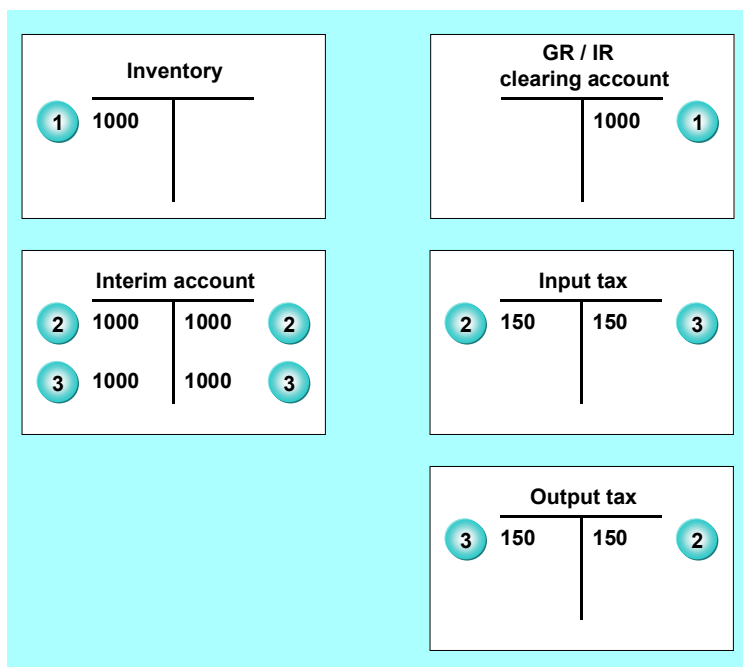 Inventory
1 1000
GR / IR
clearing account
1000 1
Interim account
2 1000 1000 2
3 1000 1000 3
Input tax
2 150 150 3
Output tax
3 150 150 2